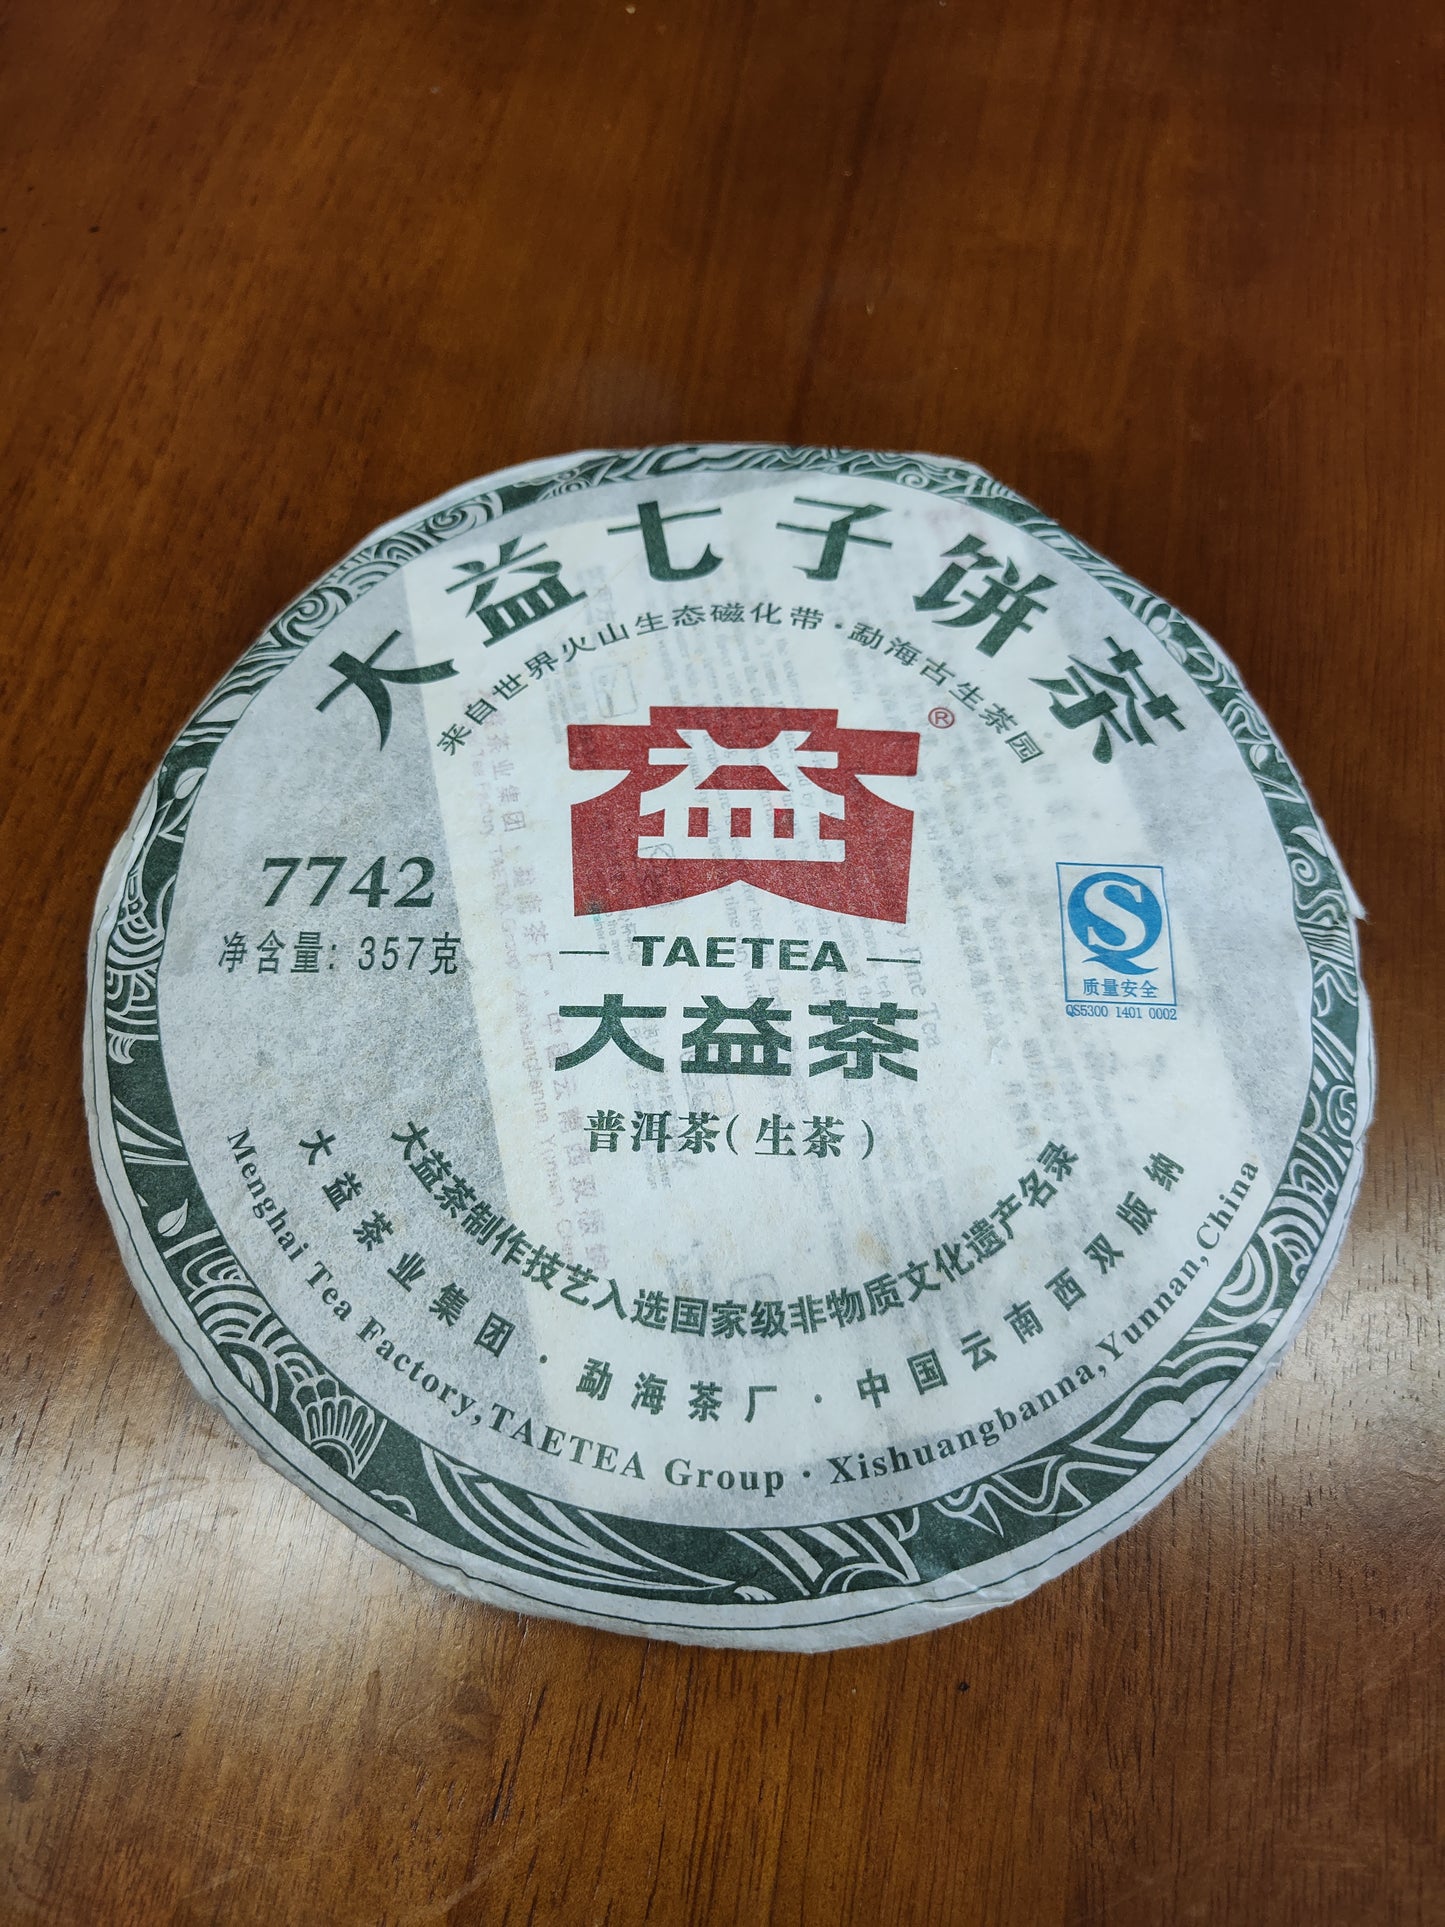 大益七子饼茶
来自世界火山生态磁化带·勐海古生茶园
益
®
7742
净含量: 357克
TAETEA
大益茶
质量安全
QS5300 1401 0002
普洱茶(生茶)
大益茶制作技艺入选国家级非物质文化遗产名录
大益茶业集团·勐海茶厂·中国云南西双版纳
Menghai Tea Factory,TAETEA Group·Xishuangbanna,Yunnan,China